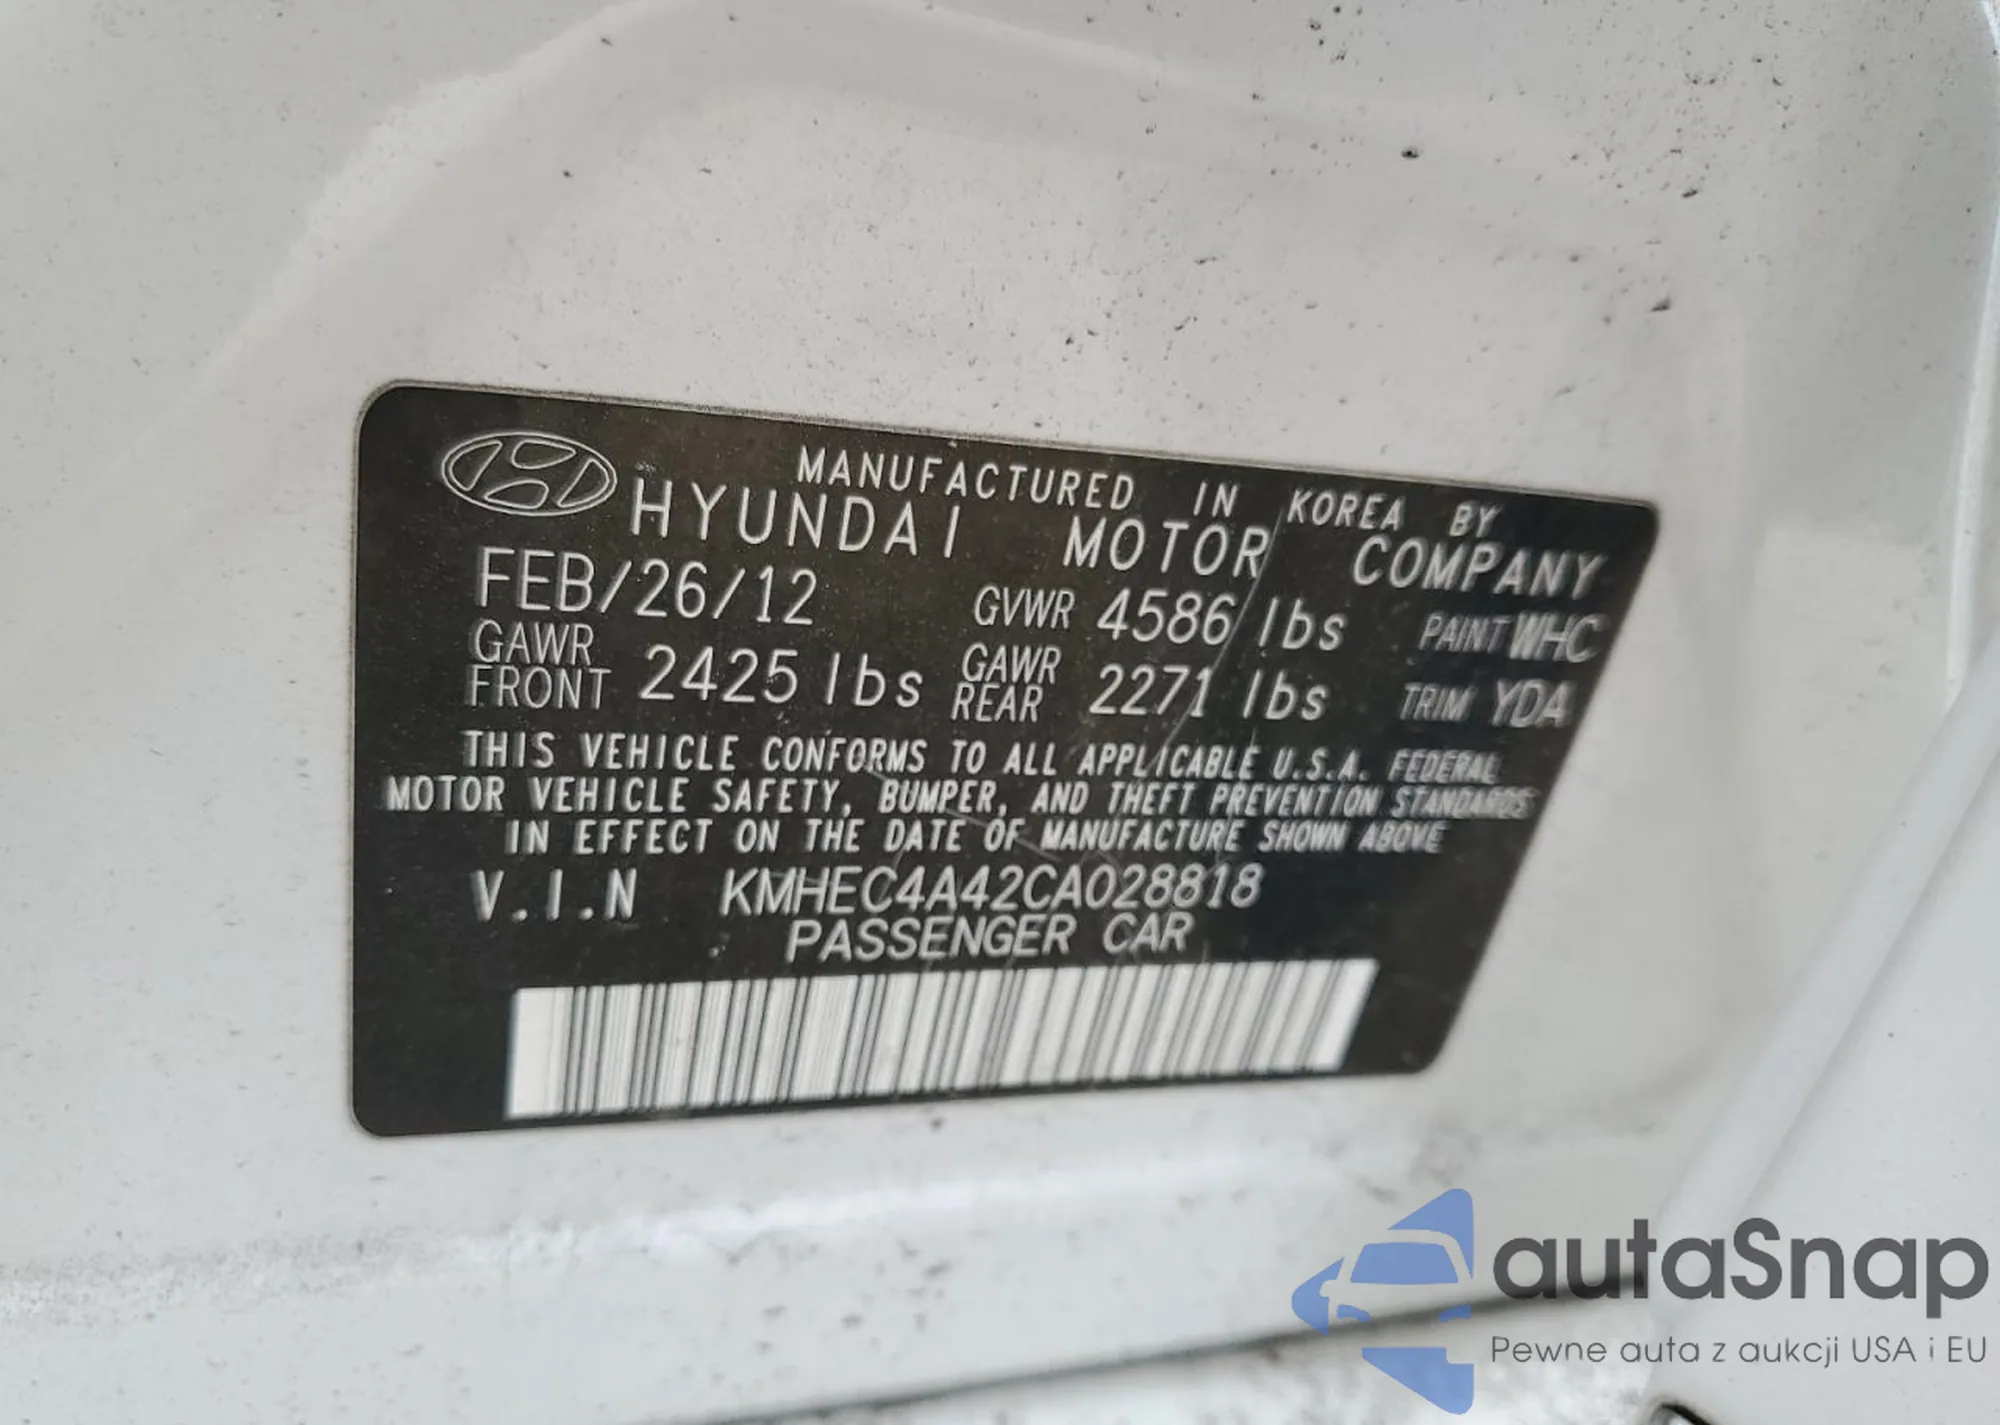 MANUFACTURED IN KOREA BY
HYUNDAI MOTOR COMPANY
FEB/26/12 GVWR 4586 lbs PAINT WHC
GAWR FRONT 2425 lbs GAWR REAR 2271 lbs TRIM YDA
THIS VEHICLE CONFORMS TO ALL APPLICABLE U.S.A. FEDERAL
MOTOR VEHICLE SAFETY, BUMPER, AND THEFT PREVENTION STANDARDS
IN EFFECT ON THE DATE OF MANUFACTURE SHOWN ABOVE
V.I.N KMHEC4A42CA028818
PASSENGER CAR
autaSnap
Pewne auta z aukcji USA i EU